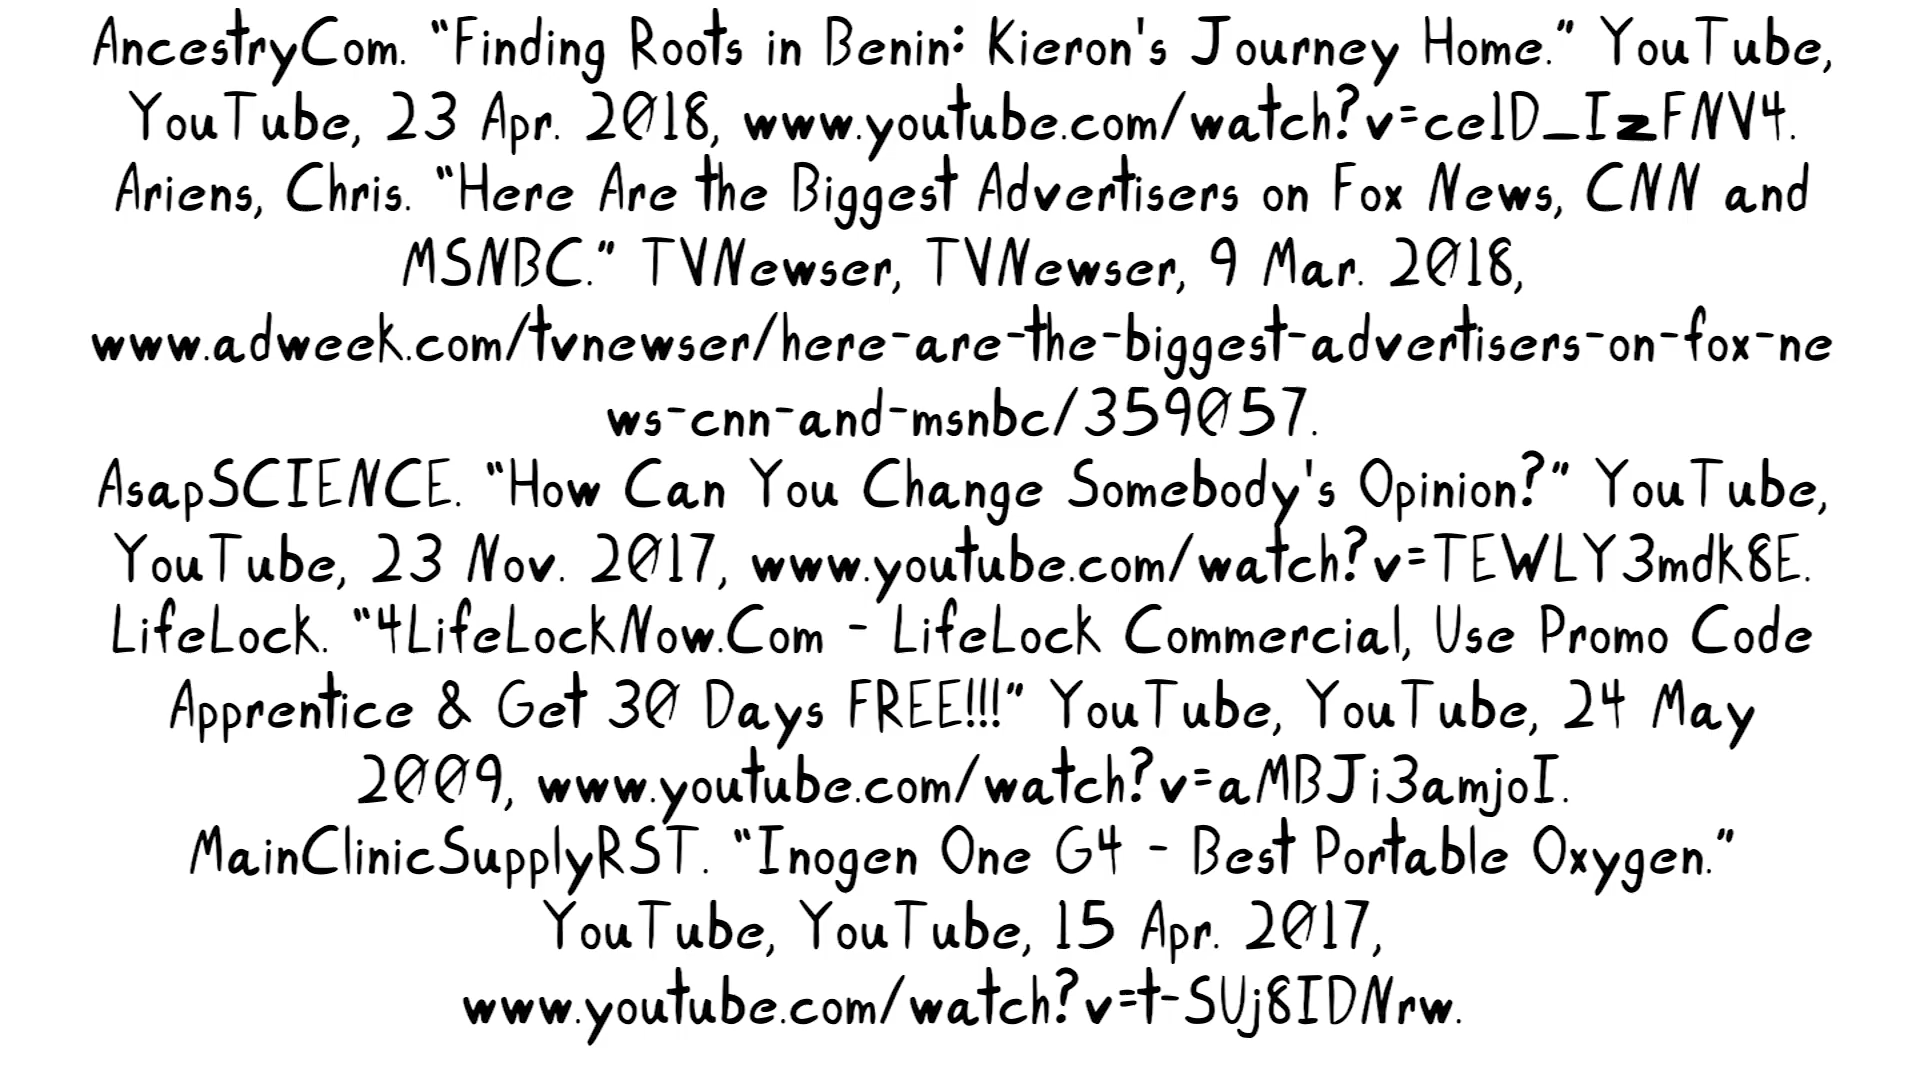 AncestryCom. “Finding Roots in Benin: Kieron's Journey Home.” YouTube,
YouTube, 23 Apr. 2018, www.youtube.com/watch?v=ce1D_IzFNV4.
Ariens, Chris. “Here Are the Biggest Advertisers on Fox News, CNN and
MSNBC.” TVNewser, TVNewser, 9 Mar. 2018,
www.adweek.com/tvnewser/here-are-the-biggest-advertisers-on-fox-ne
ws-cnn-and-msnbc/359057.
AsapSCIENCE. “How Can You Change Somebody's Opinion?” YouTube,
YouTube, 23 Nov. 2017, www.youtube.com/watch?v=TEWLY3mdk8E.
LifeLock. “4LifeLockNow.Com - LifeLock Commercial, Use Promo Code
Apprentice & Get 30 Days FREE!!!” YouTube, YouTube, 24 May
2009, www.youtube.com/watch?v=aMBJi3amjoI.
MainClinicSupplyRST. “Inogen One G4 - Best Portable Oxygen.”
YouTube, YouTube, 15 Apr. 2017,
www.youtube.com/watch?v=t-SUj8IDNrw.